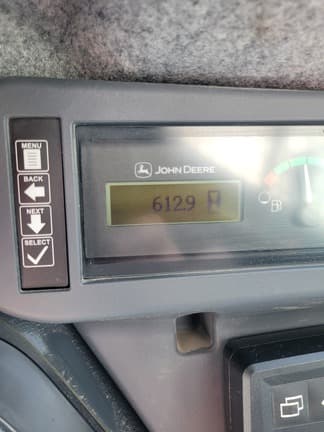 MENU
JOHN DEERE
BACK
612.9
NEXT
SELECT